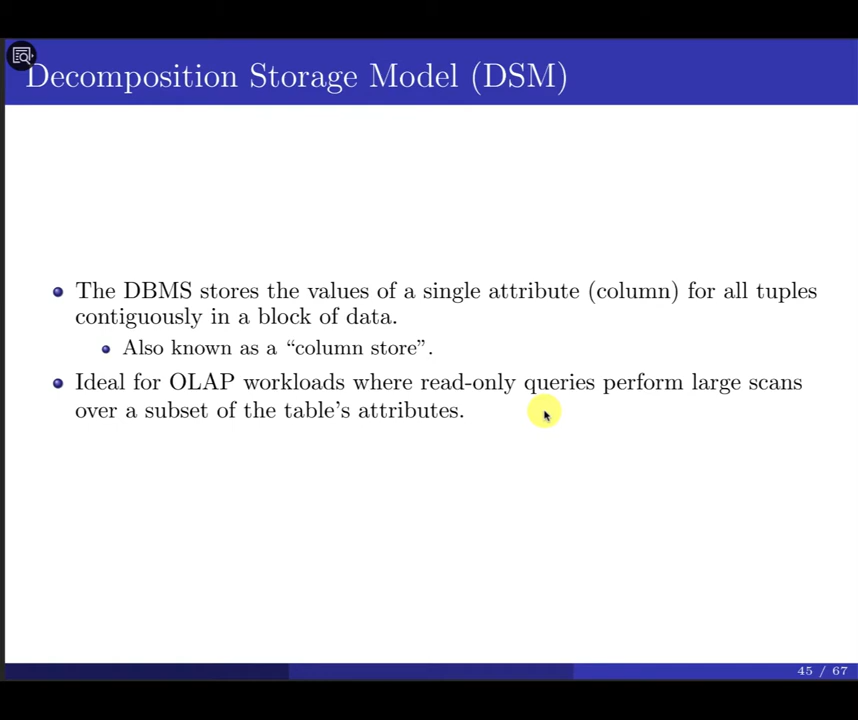 Decomposition Storage Model (DSM)
The DBMS stores the values of a single attribute (column) for all tuples
contiguously in a block of data.
Also known as a “column store”.
Ideal for OLAP workloads where read-only queries perform large scans
over a subset of the table’s attributes.
45 / 67